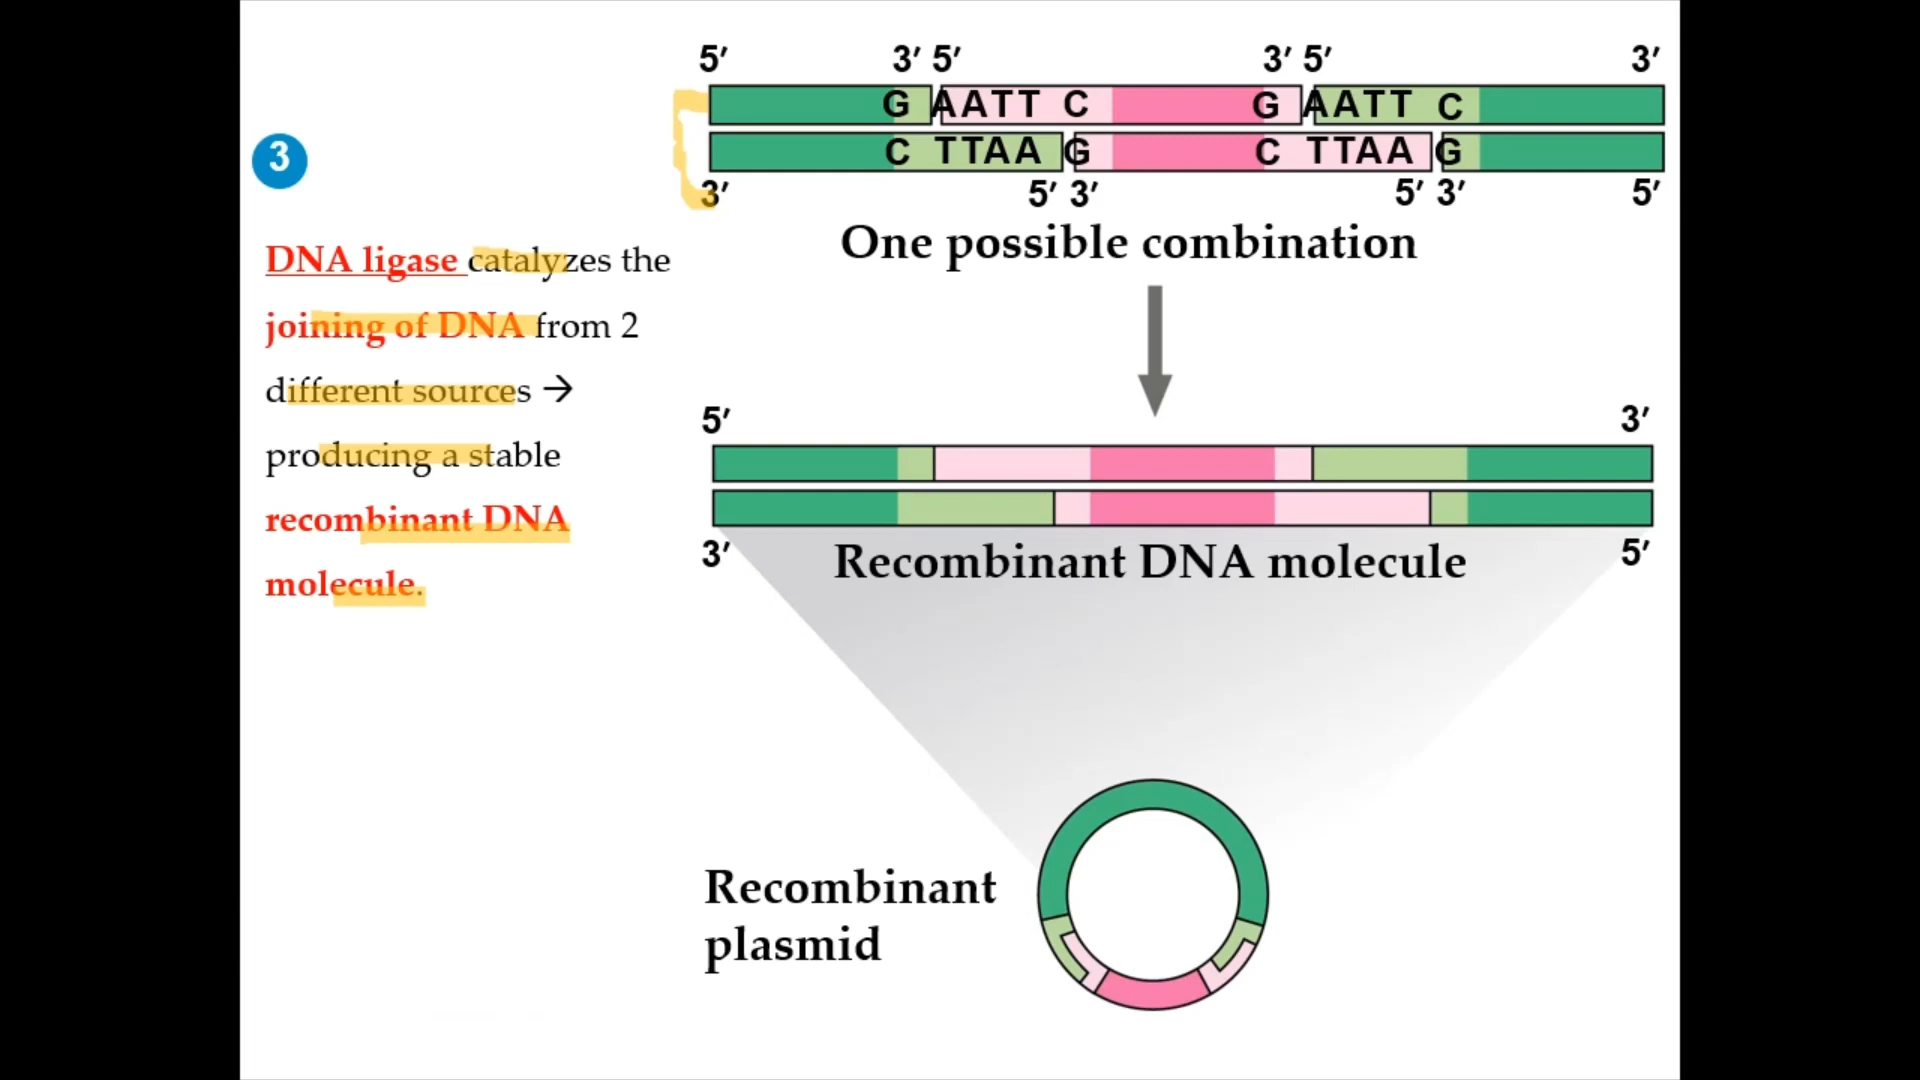 5′ 3′ 5′ 3′ 5′ 3′
G AATT C G AATT C
C TTAA G C TTAA G
3′ 5′ 3′ 5′ 3′ 5′
One possible combination
3
DNA ligase catalyzes the
joining of DNA from 2
different sources →
producing a stable
recombinant DNA
molecule.
5′ 3′
3′ 5′
Recombinant DNA molecule
Recombinant
plasmid